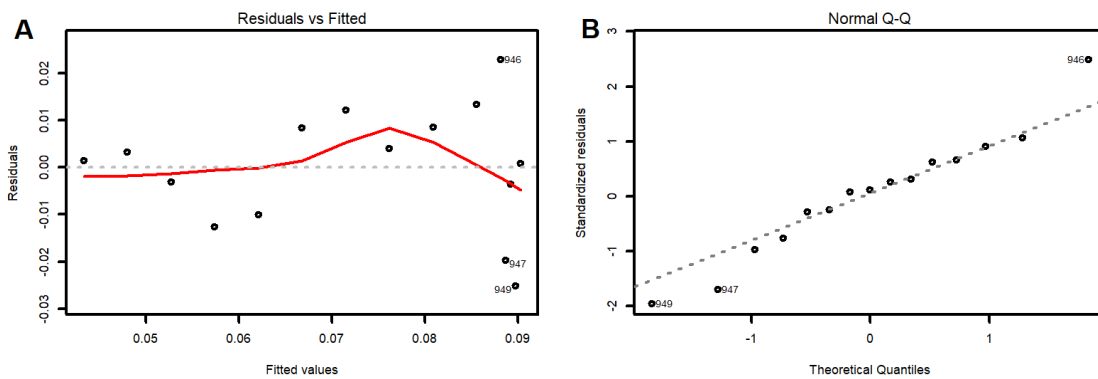 A
Residuals vs Fitted
Residuals
0.02
0.01
0.00
-0.01
-0.02
-0.03
946
947
949
0.05 0.06 0.07 0.08 0.09
Fitted values
B
Normal Q-Q
Standardized residuals
3
2
1
0
-1
-2
946
949
947
-1 0 1
Theoretical Quantiles